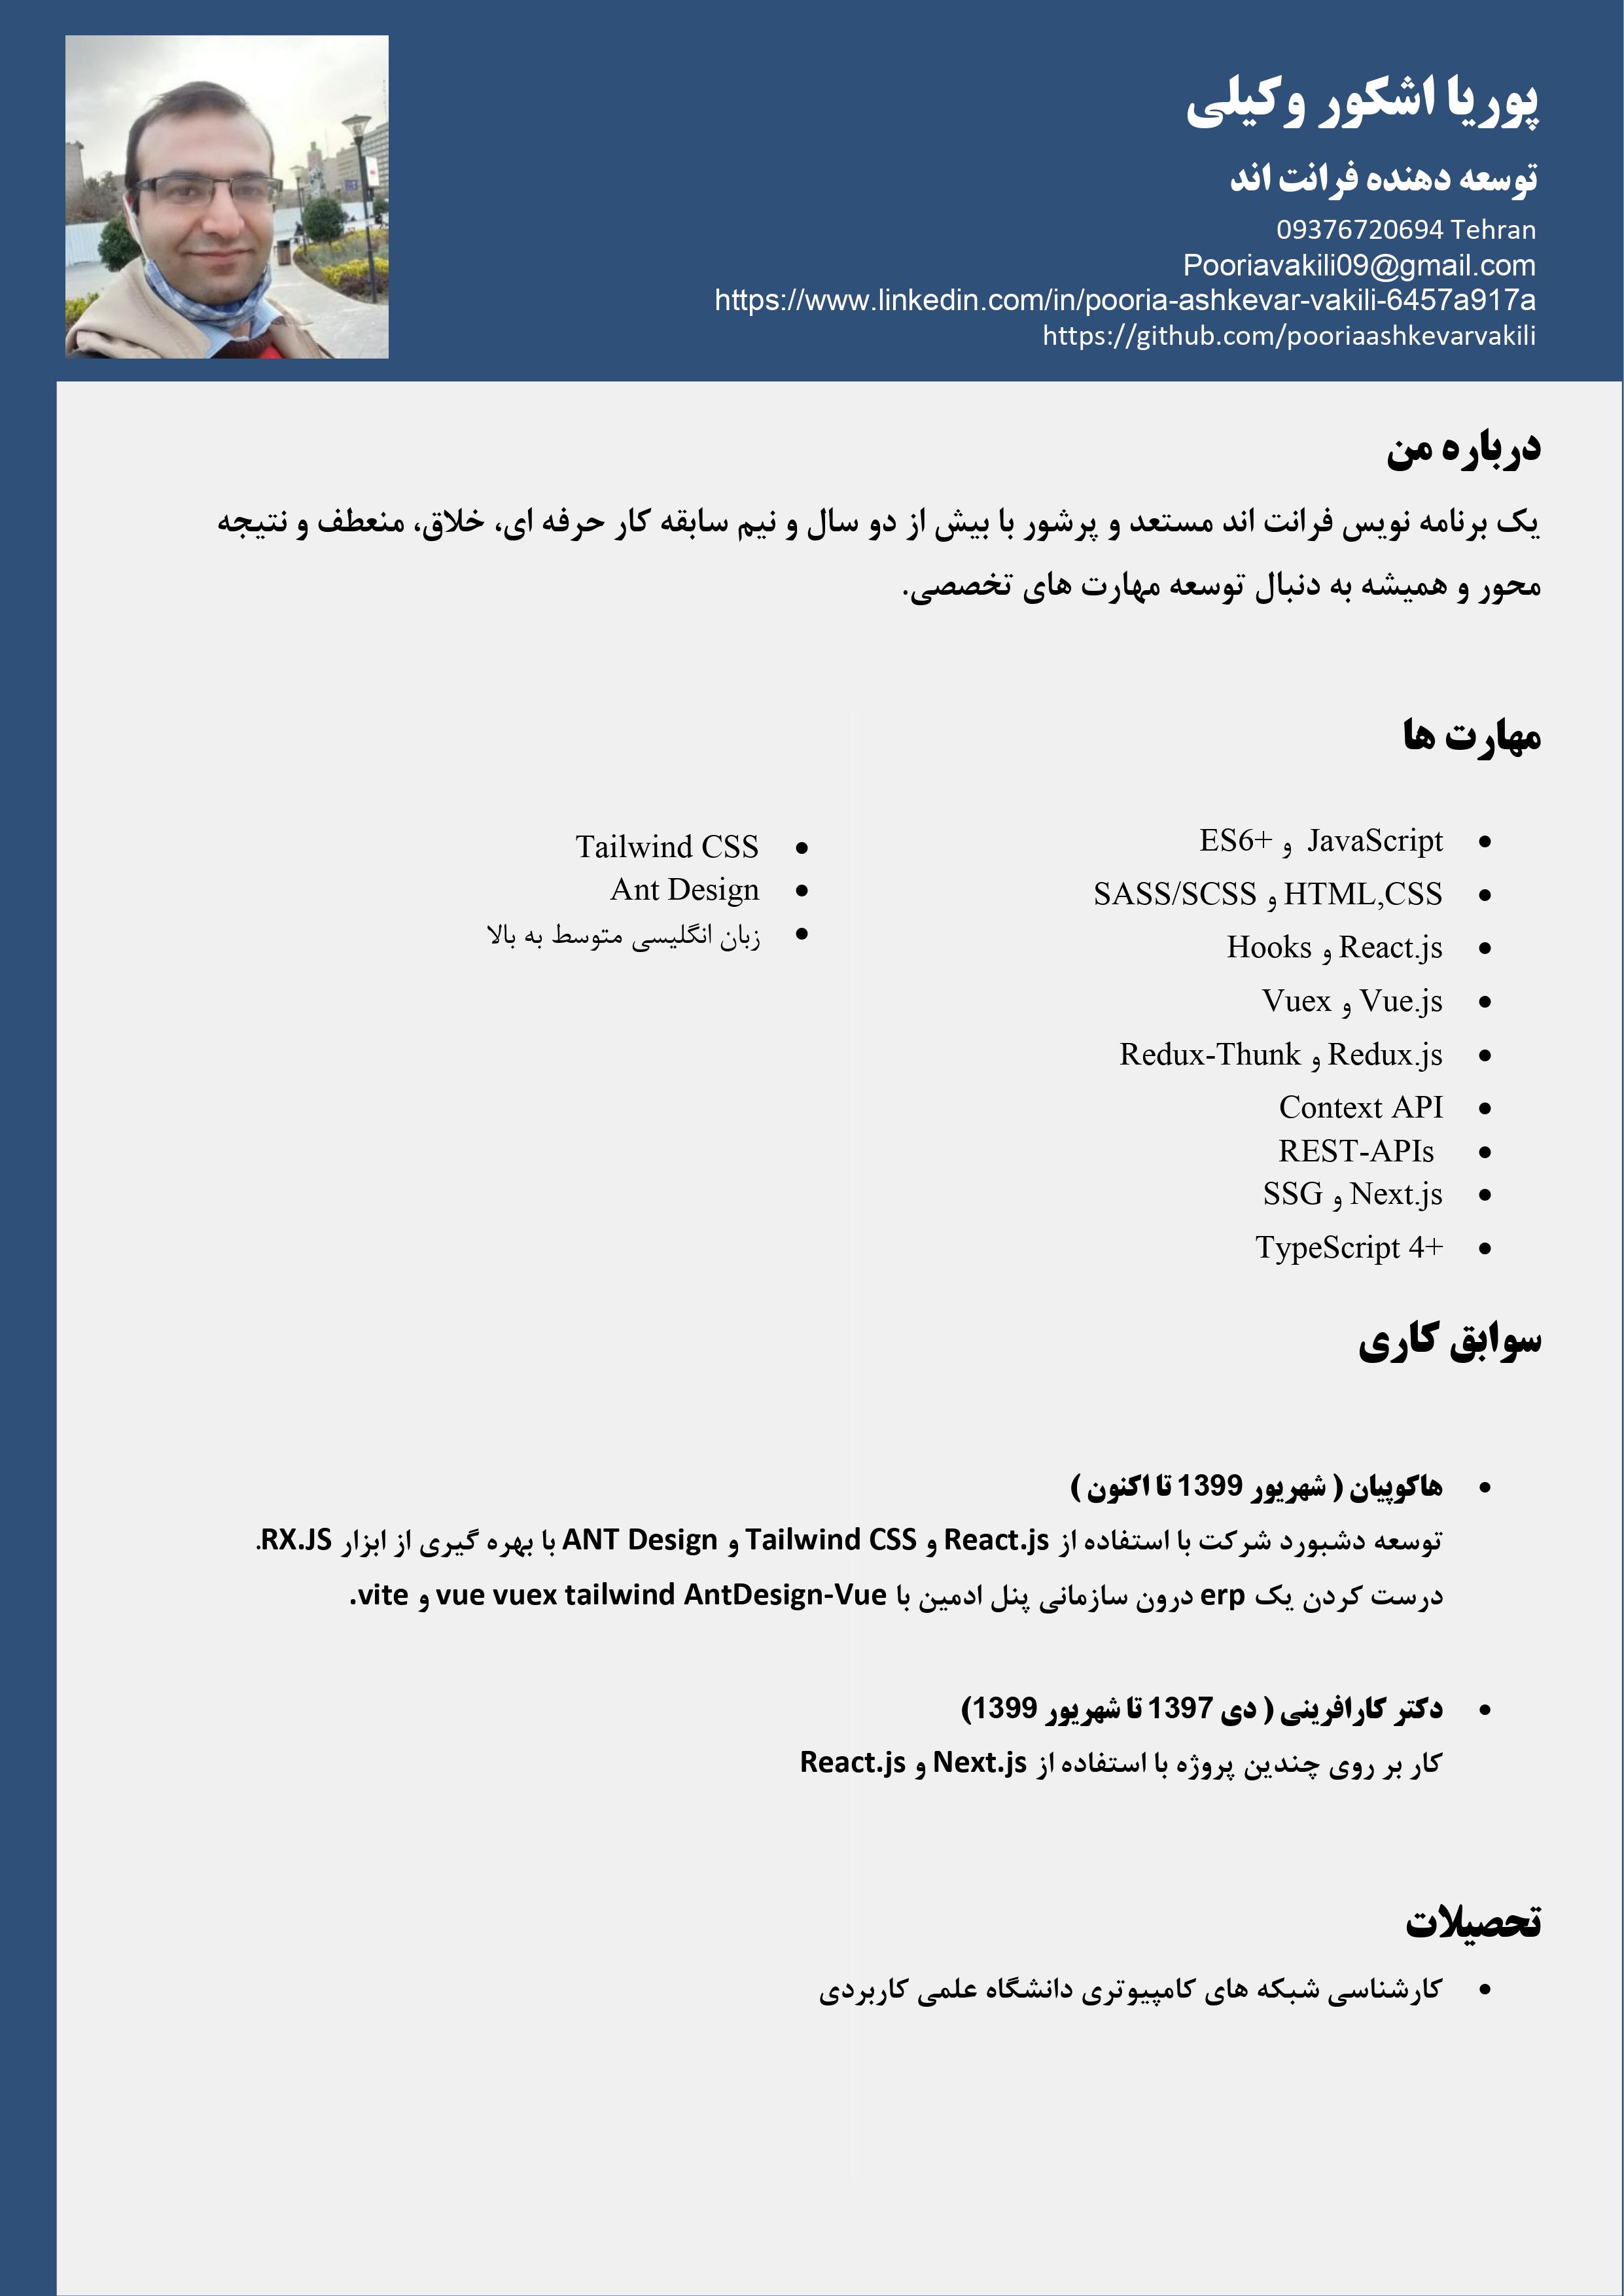 پوریا اشکور وکیلی
توسعه دهنده فرانت اند
09376720694 Tehran
Pooriavakili09@gmail.com
https://www.linkedin.com/in/pooria-ashkevar-vakili-6457a917a
https://github.com/pooriaashkevarvakili
درباره من
یک برنامه نویس فرانت اند مستعد و پرشور با بیش از دو سال و نیم سابقه کار حرفه ای، خلاق، منعطف و نتیجه
محور و همیشه به دنبال توسعه مهارت های تخصصی.
مهارت ها
• JavaScript و ES6+
• HTML,CSS و SASS/SCSS
• React.js و Hooks
• Vue.js و Vuex
• Redux.js و Redux-Thunk
• Context API
• REST-APIs
• Next.js و SSG
• TypeScript 4+
• Tailwind CSS
• Ant Design
• زبان انگلیسی متوسط به بالا
سوابق کاری
• هاکوپیان ( شهریور 1399 تا اکنون )
توسعه دشبورد شرکت با استفاده از React.js و Tailwind CSS و ANT Design با بهره گیری از ابزار RX.JS.
درست کردن یک erp درون سازمانی پنل ادمین با vue vuex tailwind AntDesign-Vue و vite.
• دکتر کارافرینی ( دی 1397 تا شهریور 1399)
کار بر روی چندین پروژه با استفاده از Next.js و React.js
تحصیلات
• کارشناسی شبکه های کامپیوتری دانشگاه علمی کاربردی